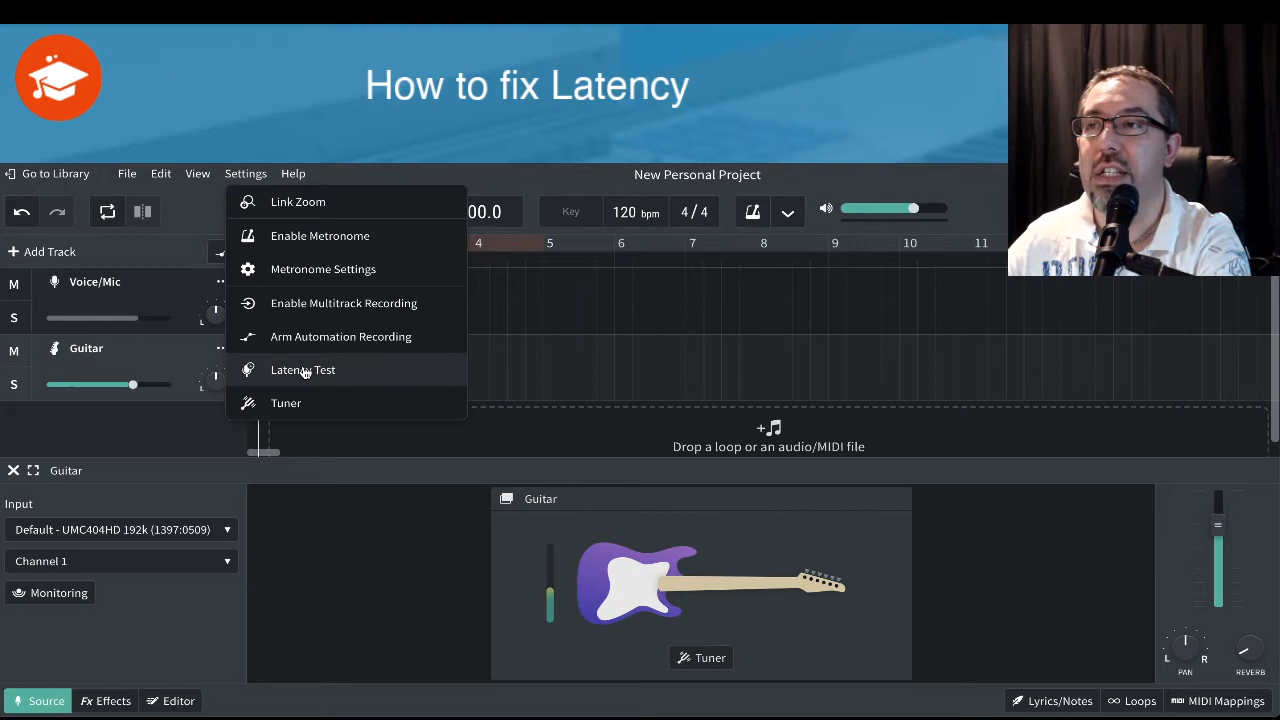 How to fix Latency
Go to Library File Edit View Settings Help New Personal Project
Link Zoom
00.0 Key 120 bpm 4 / 4
Enable Metronome
Add Track 4 5 6 7 8 9 10 11
Metronome Settings
M Voice/Mic
Enable Multitrack Recording
S L
Arm Automation Recording
M Guitar
Latency Test
S L
Tuner
Drop a loop or an audio/MIDI file
Guitar
Input
Guitar
Default - UMC404HD 192k (1397:0509)
Channel 1
Monitoring
Tuner
L R
PAN REVERB
Source Fx Effects Editor Lyrics/Notes Loops MIDI MIDI Mappings